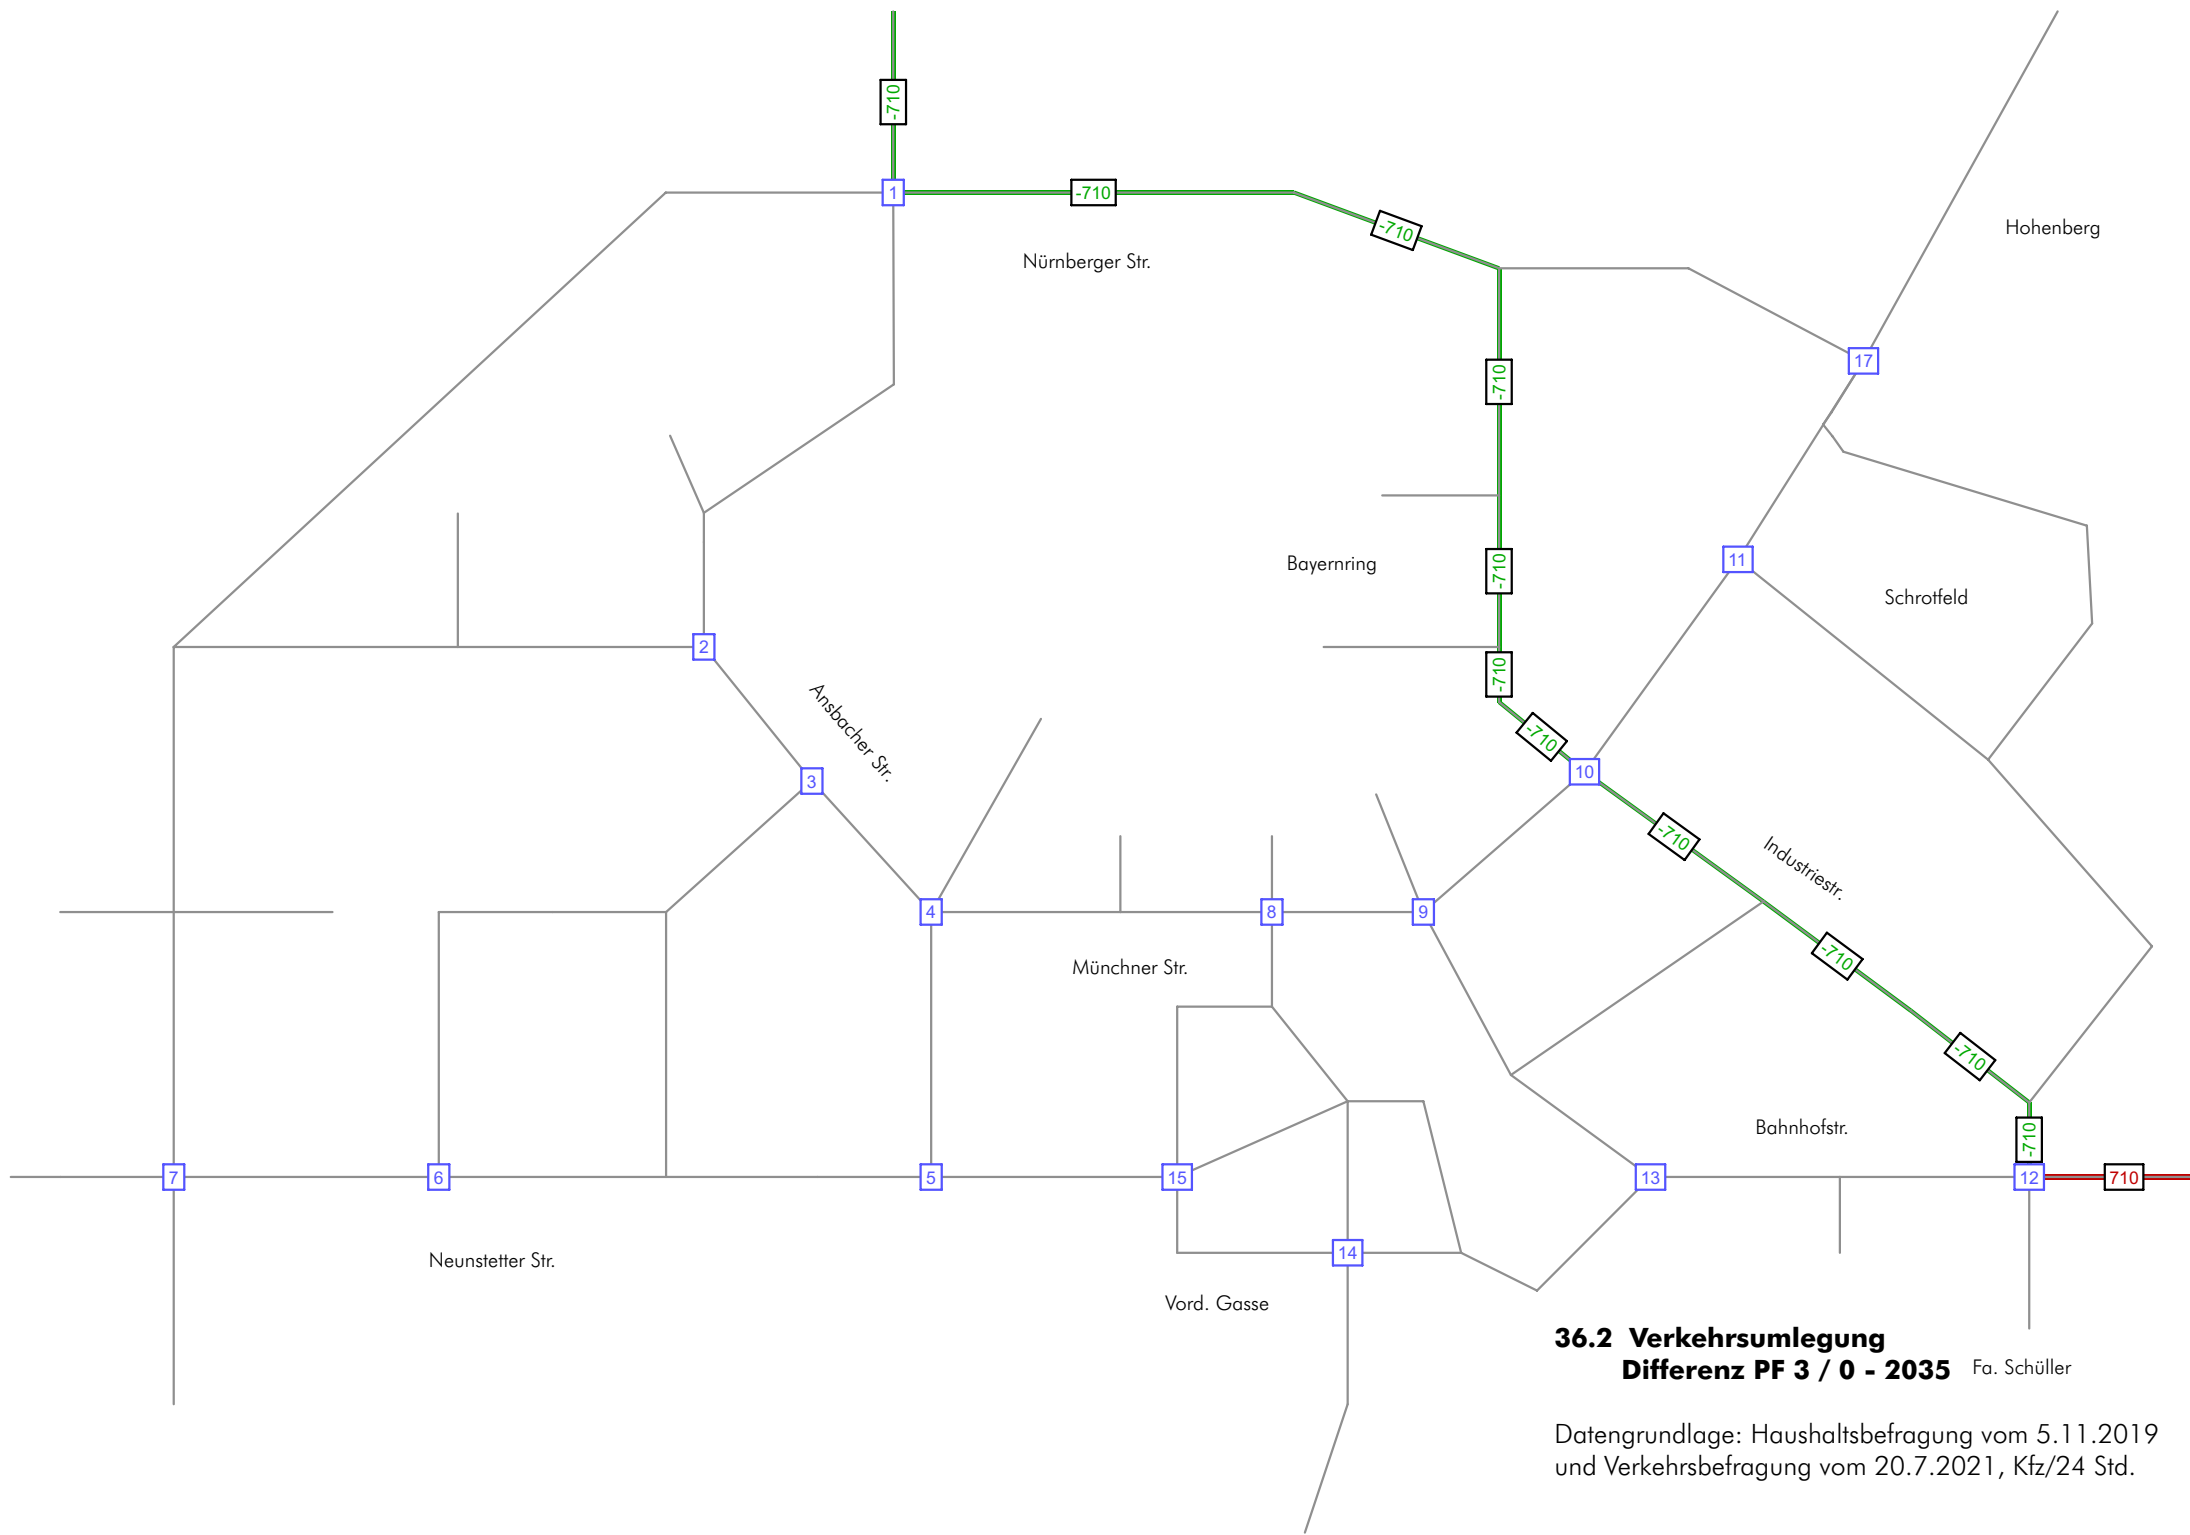 -710
1
-710
-710
Hohenberg
Nürnberger Str.
17
-710
11
Bayernring
-710
Schrotfeld
2
-710
Ansbacher Str.
-710
3
10
-710
Industriestr.
4
8
9
-710
Münchner Str.
-710
Bahnhofstr.
-710
7
6
5
15
13
12
710
14
Neunstetter Str.
Vord. Gasse
36.2 Verkehrsumlegung
Differenz PF 3 / 0 - 2035
Fa. Schüller
Datengrundlage: Haushaltsbefragung vom 5.11.2019
und Verkehrsbefragung vom 20.7.2021, Kfz/24 Std.